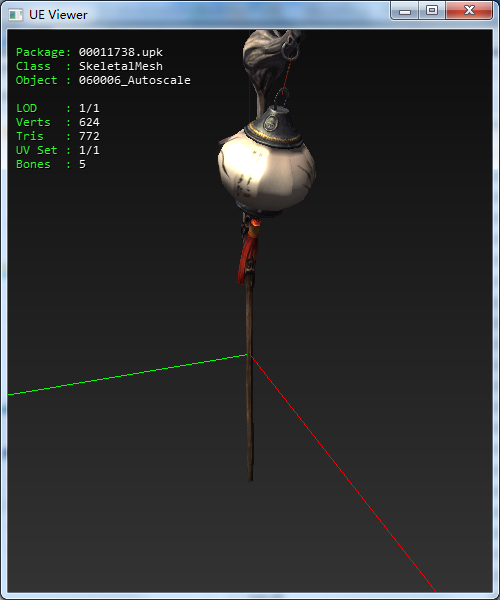 UE Viewer
Package: 00011738.upk
Class : SkeletalMesh
Object : 060006_Autoscale
LOD : 1/1
Verts : 624
Tris : 772
UV Set : 1/1
Bones : 5